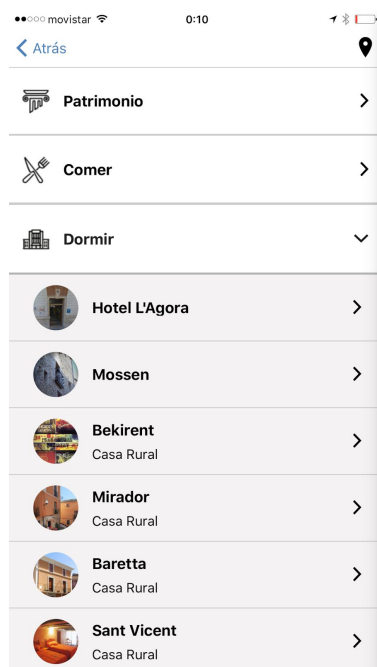 movistar 0:10
Atrás
Patrimonio
Comer
Dormir
Hotel L'Agora
Mossen
Bekirent
Casa Rural
Mirador
Casa Rural
Baretta
Casa Rural
Sant Vicent
Casa Rural